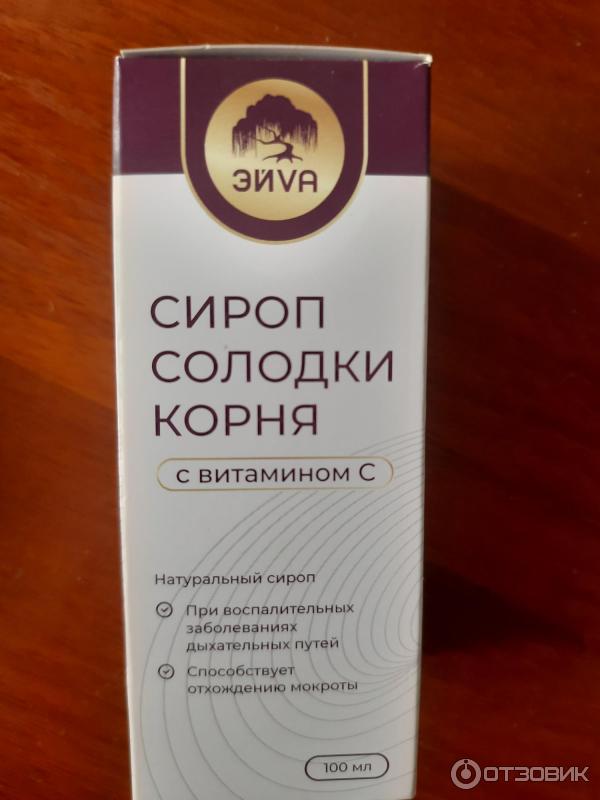 ЭЙVA
СИРОП
СОЛОДКИ
КОРНЯ
с витамином С
Натуральный сироп
При воспалительных
заболеваниях
дыхательных путей
Способствует
отхождению мокроты
100 мл
ОТЗОВИК